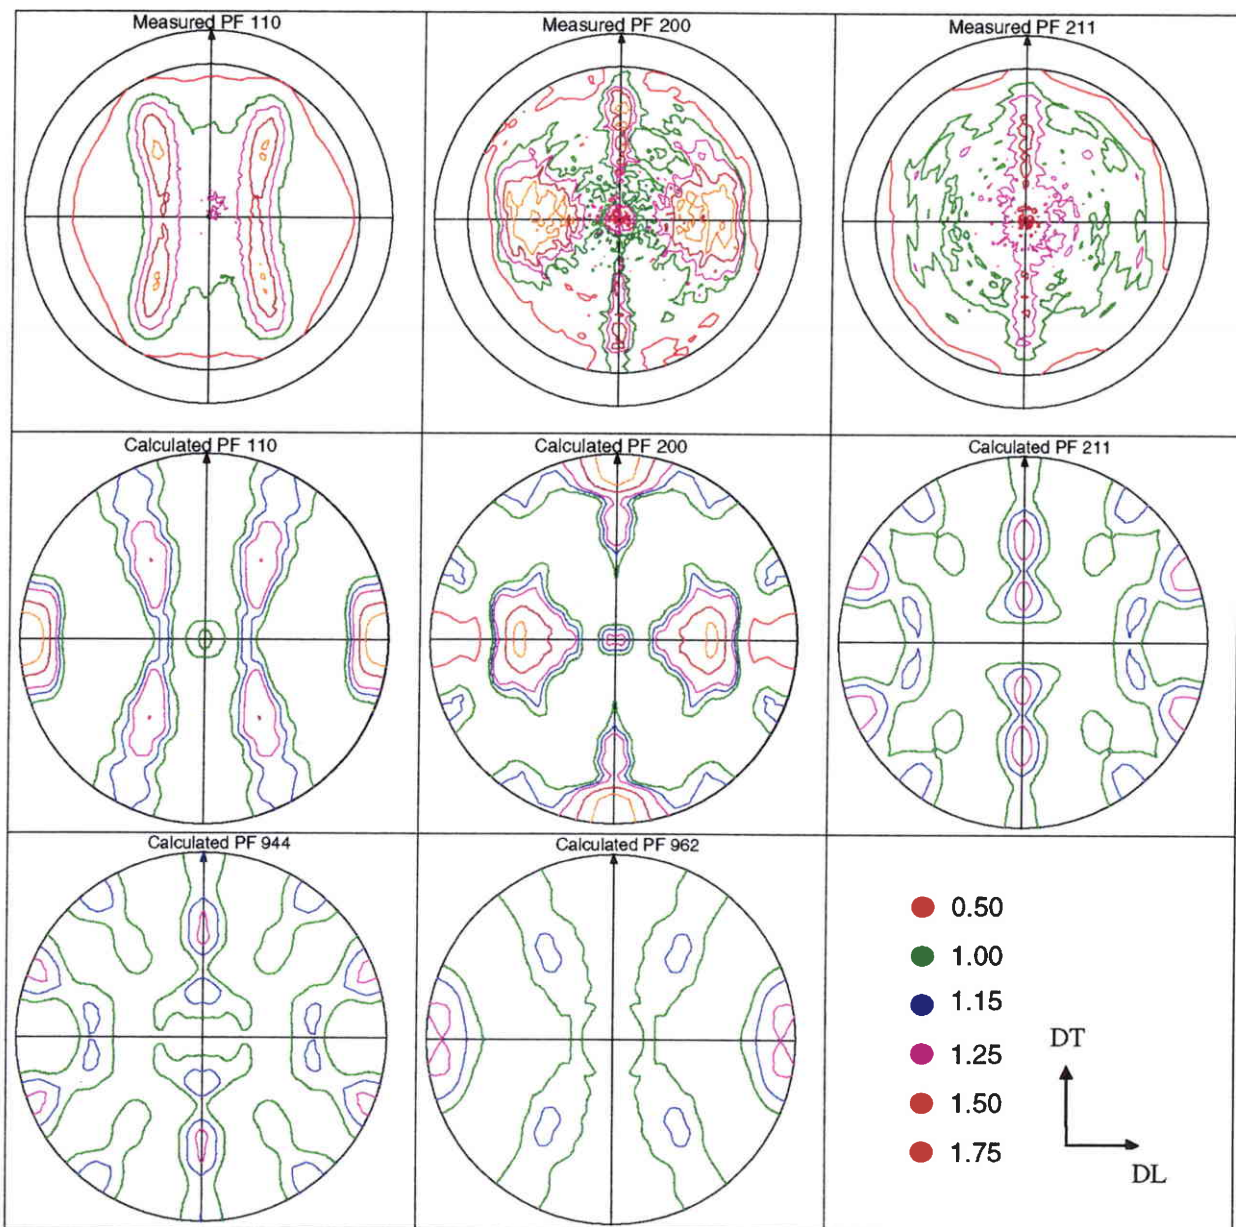 Measured PF 110
Measured PF 200
Measured PF 211
Calculated PF 110
Calculated PF 200
Calculated PF 211
Calculated PF 944
Calculated PF 962
0.50
1.00
1.15
1.25
1.50
1.75
DT
DL